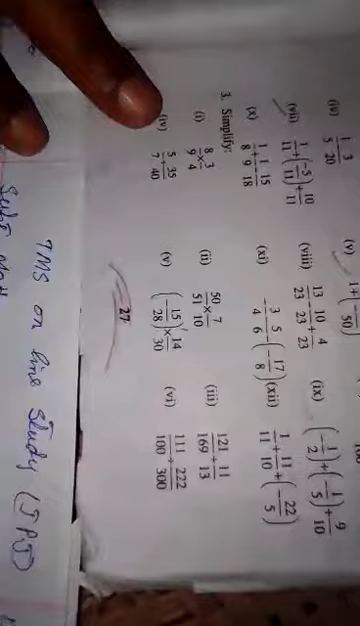 (iv) 1/5 - 3/20 (v) 1+(-/50)
(vii) 1/11+(-5/11)+10/11 (viii) 13/23-10/23+4/23 (ix) (-1/2)+(-1/5)+9/10
(x) 1/8+1/9-15/18 (xi) -3/4-5/6-(-17/8) (xii) 1/11+11/10+(-22/5)
3. Simplify:
(i) 8/9×3/4 (ii) 50/51×7/10 (iii) 121/169÷11/13
(iv) 5/7÷35/40 (v) (-15/28)×14/30 (vi) 111/100÷222/300
27
TMS on line Study (J P.J)